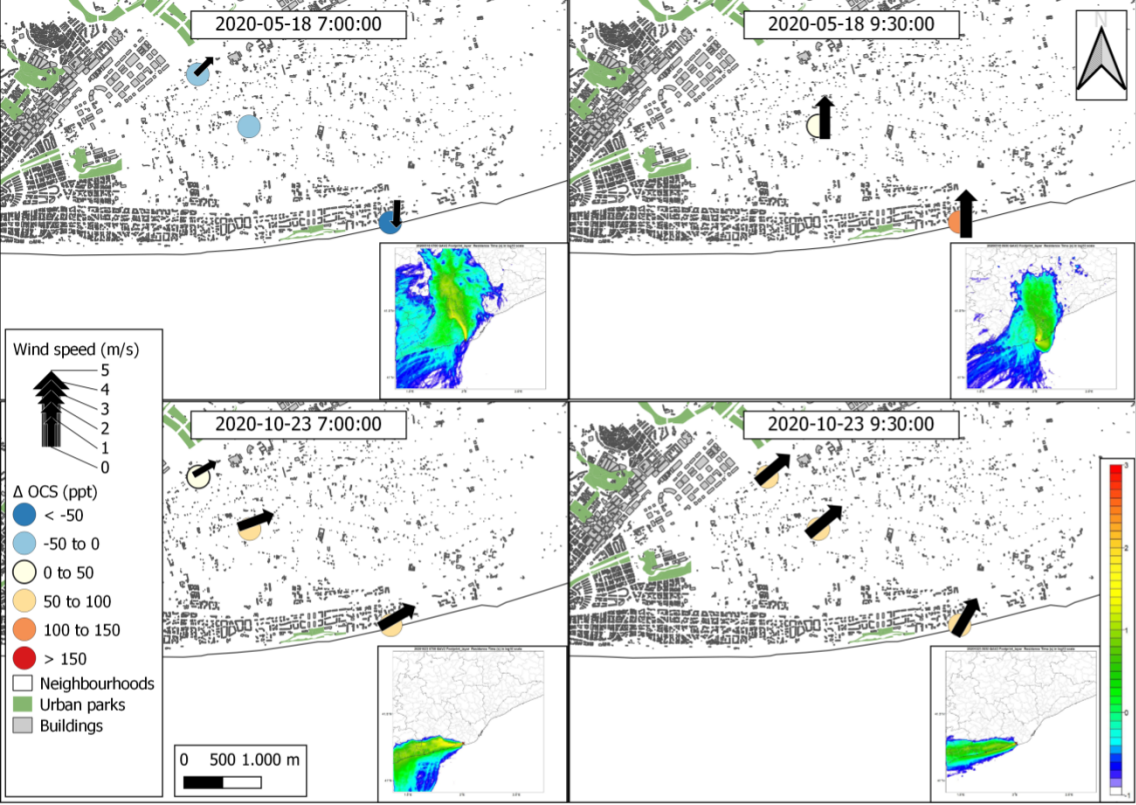 2020-05-18 7:00:00
2020-05-18 9:30:00
N
Wind speed (m/s)
5
4
3
2
1
0
Δ OCS (ppt)
< -50
-50 to 0
0 to 50
50 to 100
100 to 150
> 150
Neighbourhoods
Urban parks
Buildings
2020-10-23 7:00:00
2020-10-23 9:30:00
0 500 1.000 m
3
2
1
0
-1